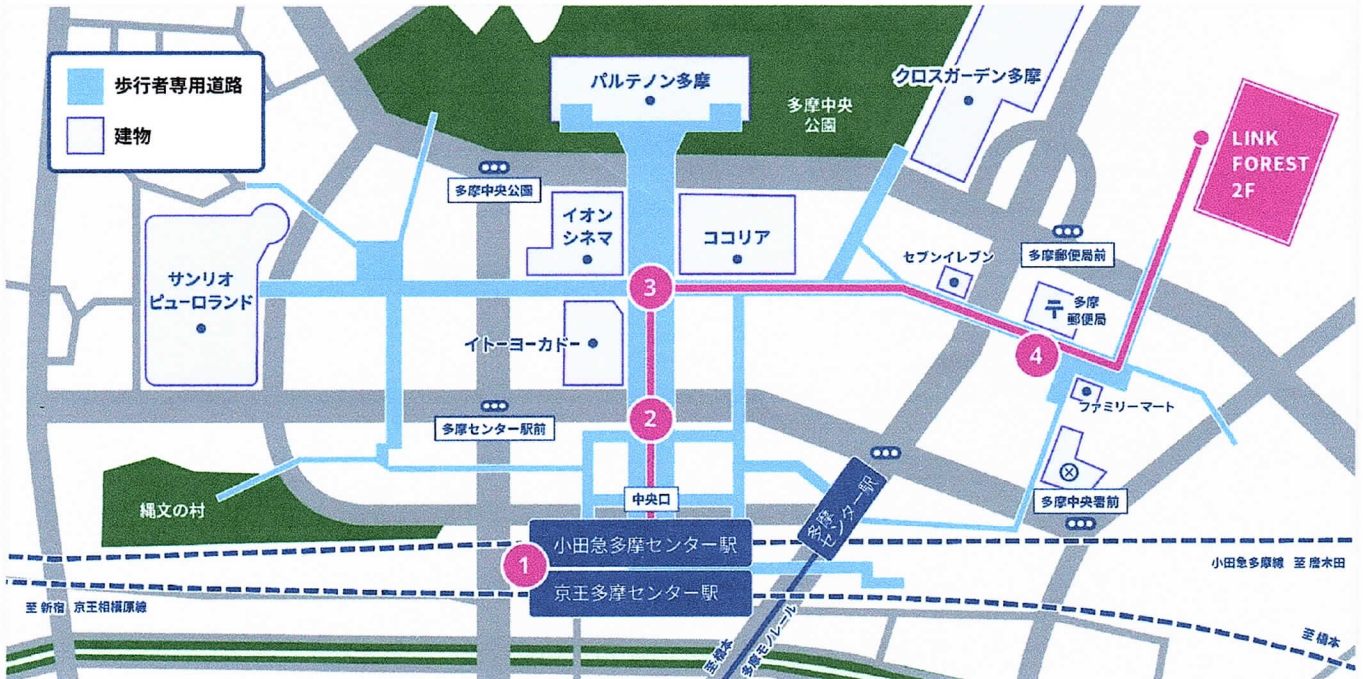 歩行者専用道路
建物
パルテノン多摩
クロスガーデン多摩
多摩中央
公園
LINK
FOREST
2F
多摩中央公園
イオン
シネマ
ココリア
セブンイレブン
多摩郵便局前
サンリオ
ピューロランド
3
〒 多摩
郵便局
イトーヨーカドー
4
ファミリーマート
2
多摩センター駅前
中央口
多摩
センター駅
多摩中央署前
縄文の村
1
小田急多摩センター駅
京王多摩センター駅
小田急多摩線 至 唐木田
至 新宿 京王相模原線
至橋本
多摩モノレール
至 橋本